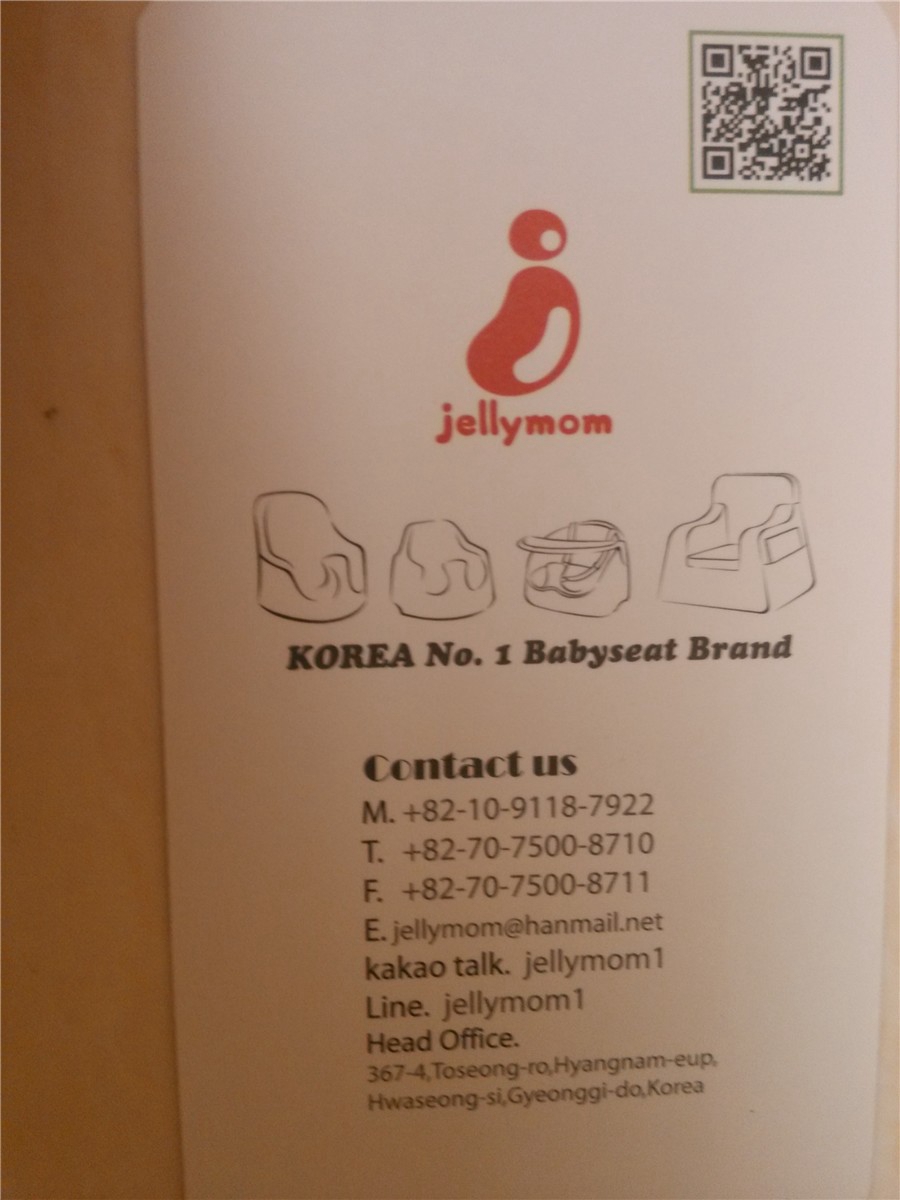 jellymom
KOREA No. 1 Babyseat Brand
Contact us
M. +82-10-9118-7922
T. +82-70-7500-8710
F. +82-70-7500-8711
E. jellymom@hanmail.net
kakao talk. jellymom1
Line. jellymom1
Head Office.
367-4,Toseong-ro,Hyangnam-eup,
Hwaseong-si,Gyeonggi-do,Korea